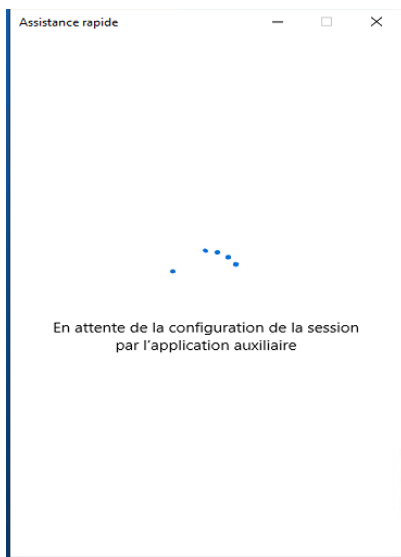 Assistance rapide
En attente de la configuration de la session
par l'application auxiliaire